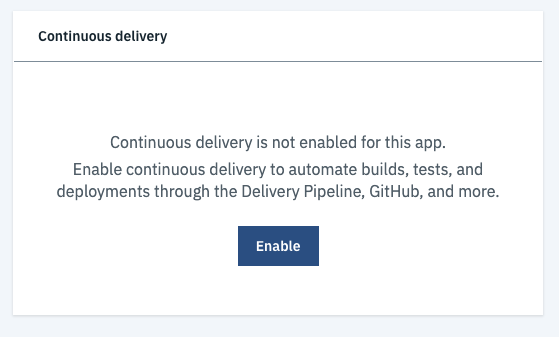 Continuous delivery
Continuous delivery is not enabled for this app.
Enable continuous delivery to automate builds, tests, and
deployments through the Delivery Pipeline, GitHub, and more.
Enable